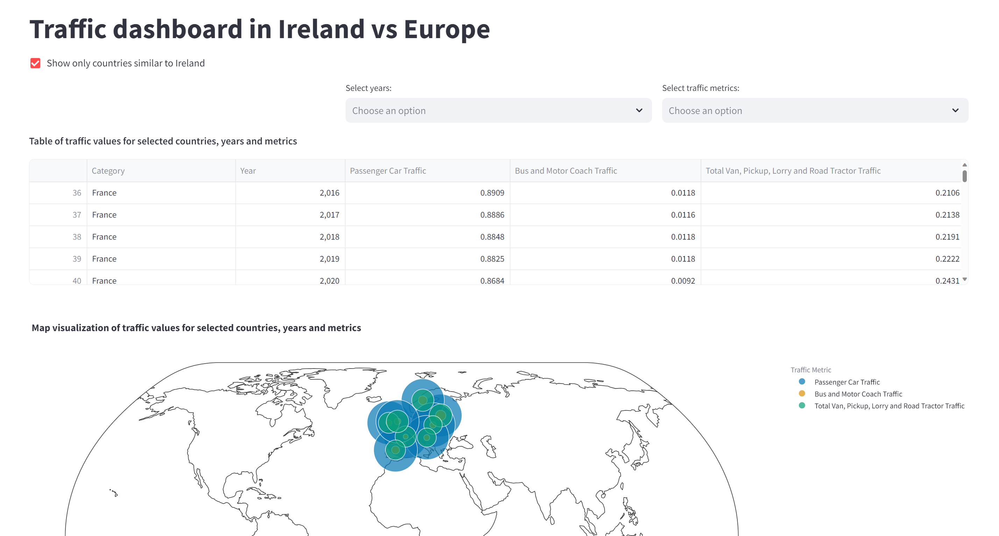 Traffic dashboard in Ireland vs Europe
Show only countries similar to Ireland
Select years:
Select traffic metrics:
Choose an option
Choose an option
Table of traffic values for selected countries, years and metrics
Category Year Passenger Car Traffic Bus and Motor Coach Traffic Total Van, Pickup, Lorry and Road Tractor Traffic
36 France 2,016 0.8909 0.0118 0.2106
37 France 2,017 0.8886 0.0116 0.2138
38 France 2,018 0.8848 0.0118 0.2191
39 France 2,019 0.8825 0.0118 0.2222
40 France 2,020 0.8684 0.0092 0.2431
Map visualization of traffic values for selected countries, years and metrics
Traffic Metric
Passenger Car Traffic
Bus and Motor Coach Traffic
Total Van, Pickup, Lorry and Road Tractor Traffic